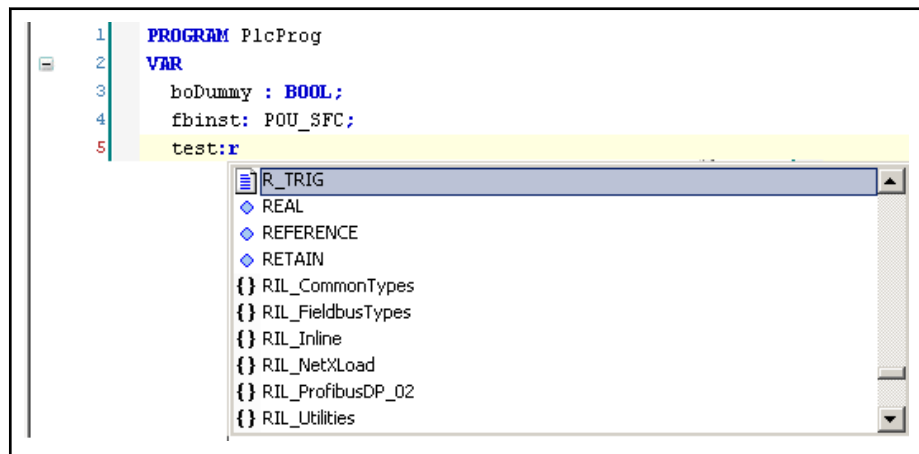 1 PROGRAM PlcProg
2 VAR
3 boDummy : BOOL;
4 fbinst: POU_SFC;
5 test:r
R_TRIG
REAL
REFERENCE
RETAIN
{} RIL_CommonTypes
{} RIL_FieldbusTypes
{} RIL_Inline
{} RIL_NetXLoad
{} RIL_ProfibusDP_02
{} RIL_Utilities